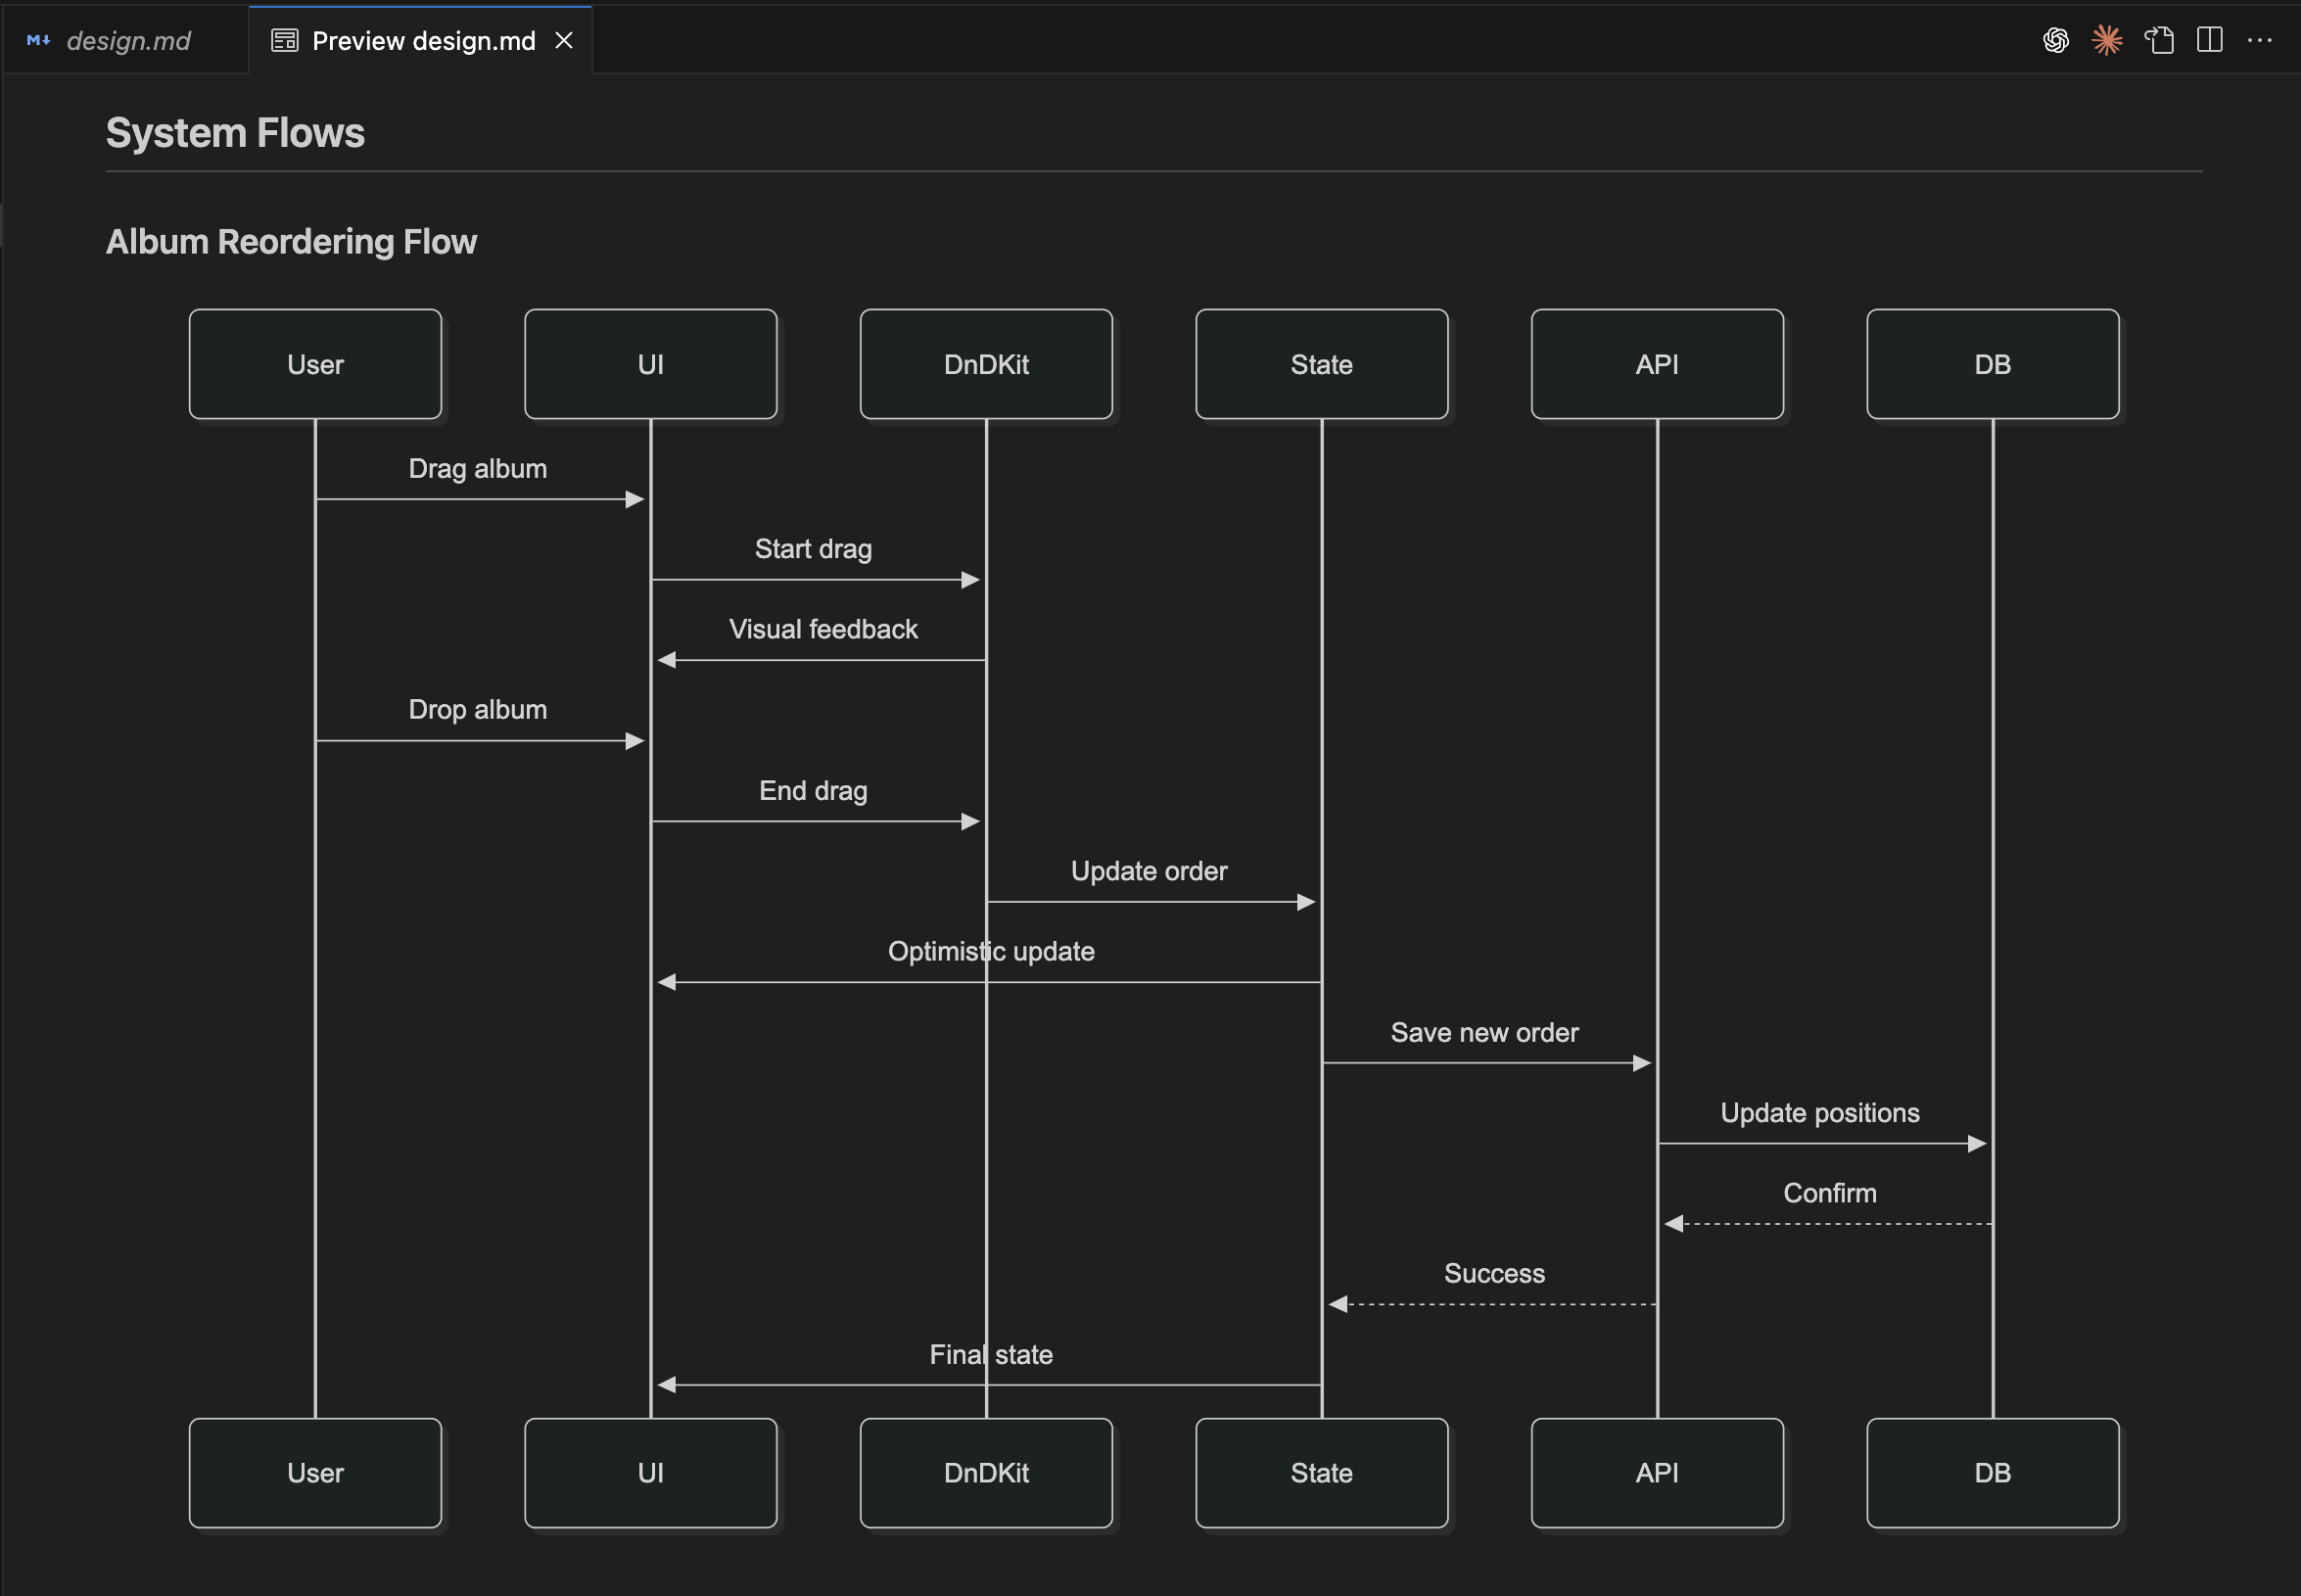 design.md
Preview design.md
System Flows
Album Reordering Flow
User
UI
DnDKit
State
API
DB
Drag album
Start drag
Visual feedback
Drop album
End drag
Update order
Optimistic update
Save new order
Update positions
Confirm
Success
Final state
User
UI
DnDKit
State
API
DB